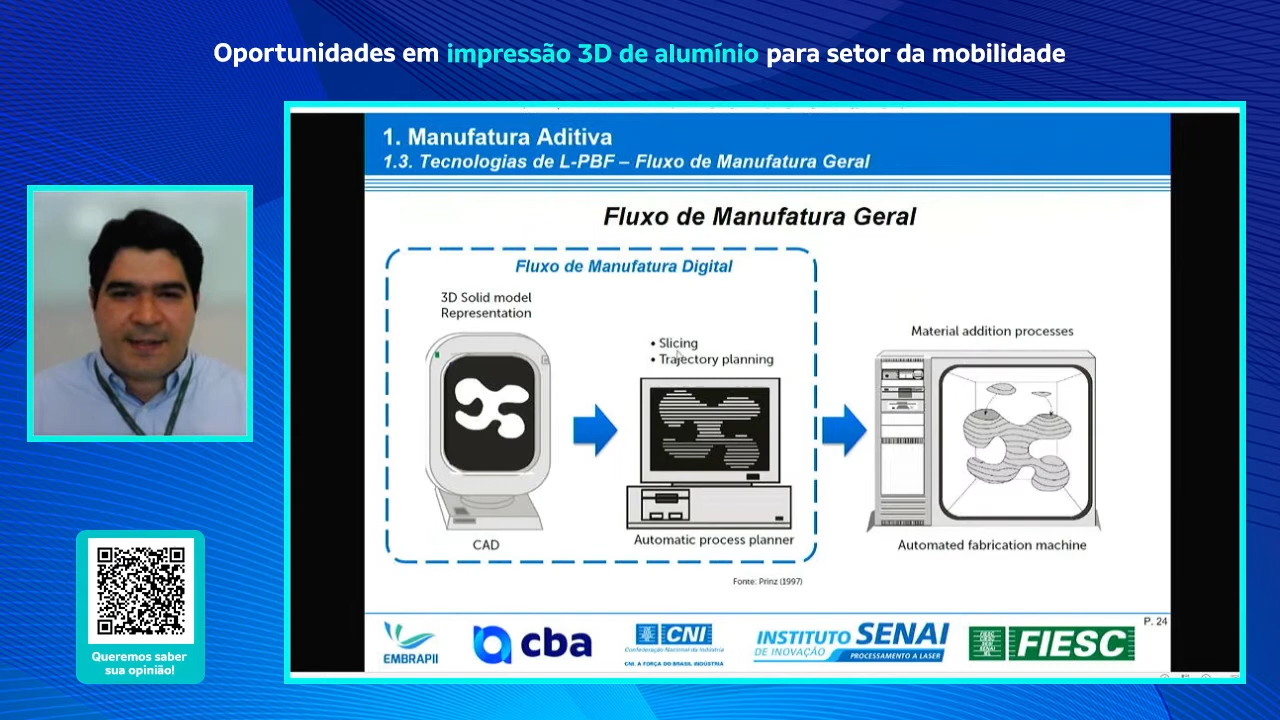 Oportunidades em impressão 3D de alumínio para setor da mobilidade
1. Manufatura Aditiva
1.3. Tecnologias de L-PBF – Fluxo de Manufatura Geral
Fluxo de Manufatura Geral
Fluxo de Manufatura Digital
3D Solid model
Representation
• Slicing
• Trajectory planning
Material addition processes
CAD
Automatic process planner
Automated fabrication machine
Fonte: Prinz (1997)
P. 24
EMBRAPII
cba
CNI
Confederação Nacional da Indústria
CNI. A FORÇA DO BRASIL INDÚSTRIA
INSTITUTO SENAI
DE INOVAÇÃO
PROCESSAMENTO A LASER
FIESC
Queremos saber
sua opinião!